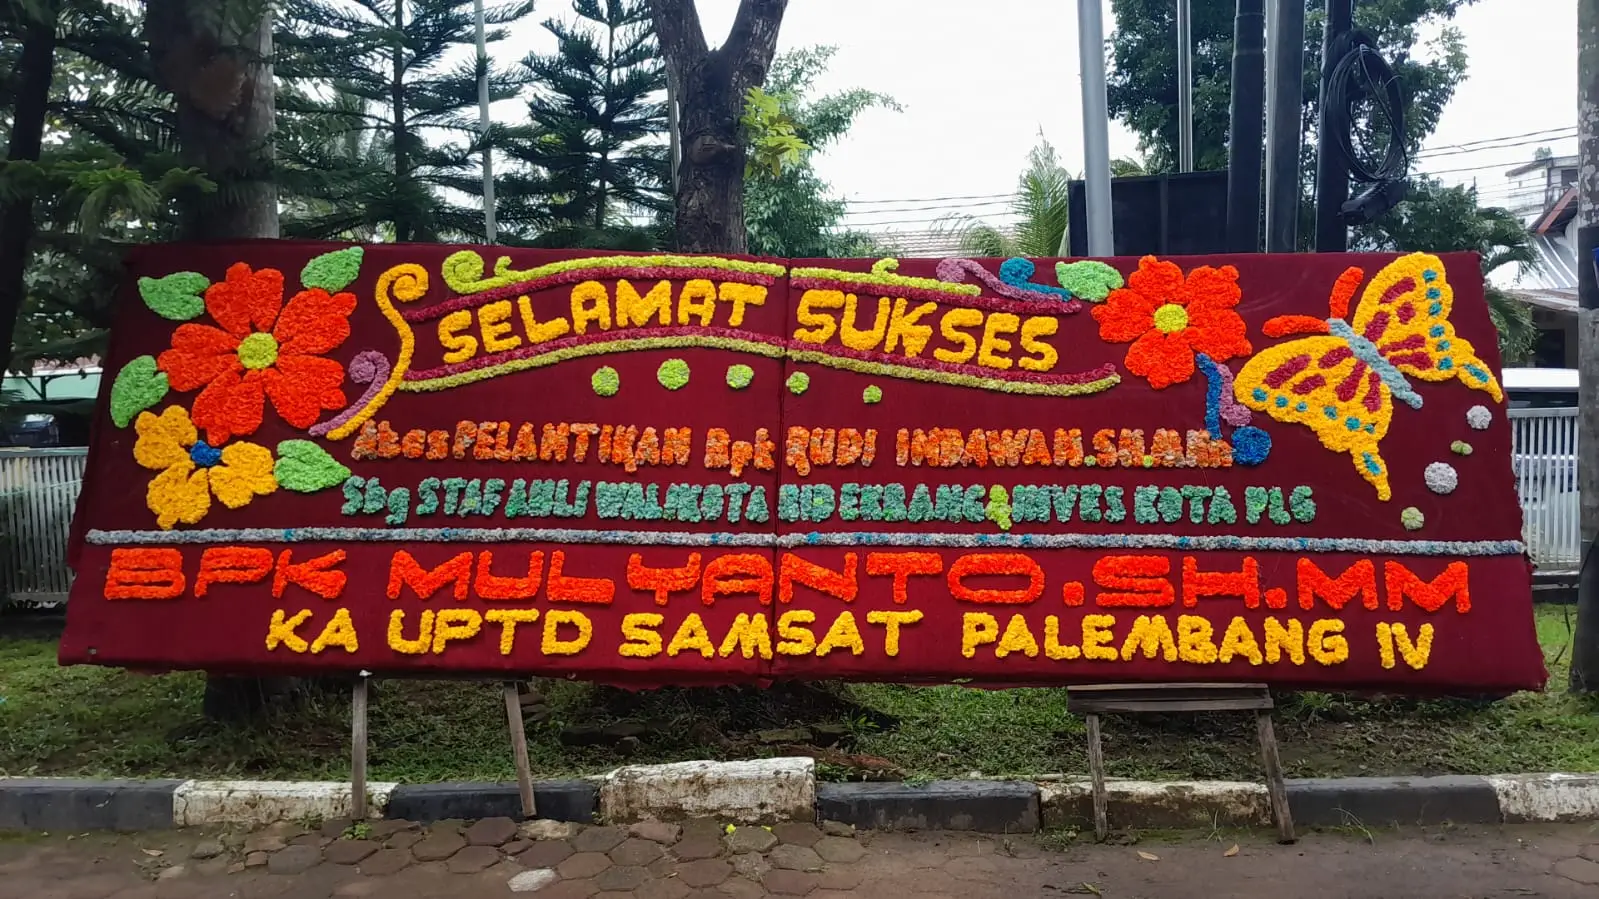 SELAMAT SUKSES
Atas PELANTIKAN Bpk RUDI INDAWAN.SH.MM
Sbg STAF AHLI WALIKOTA BID EKBANG & INVES KOTA PLG
BPK MULYANTO.SH.MM
KA UPTD SAMSAT PALEMBANG IV